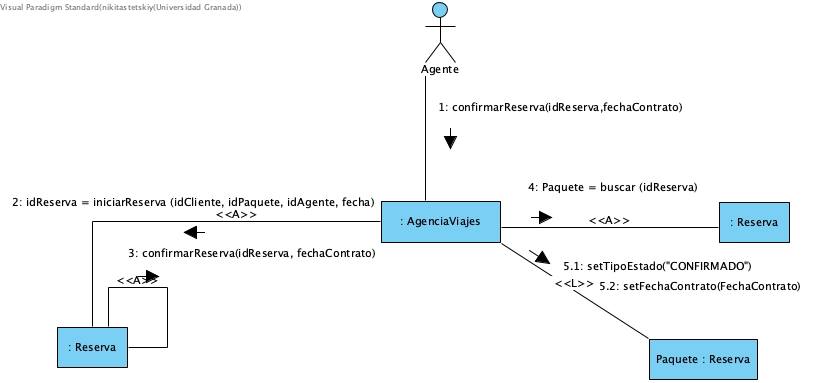 Visual Paradigm Standard(nikitastetskiy(Universidad Granada))
Agente
1: confirmarReserva(idReserva,fechaContrato)
4: Paquete = buscar (idReserva)
2: idReserva = iniciarReserva (idCliente, idPaquete, idAgente, fecha)
<<A>>
: AgenciaViajes
<<A>>
: Reserva
3: confirmarReserva(idReserva, fechaContrato)
5.1: setTipoEstado("CONFIRMADO")
<<A>>
<<L>>
5.2: setFechaContrato(FechaContrato)
: Reserva
Paquete : Reserva